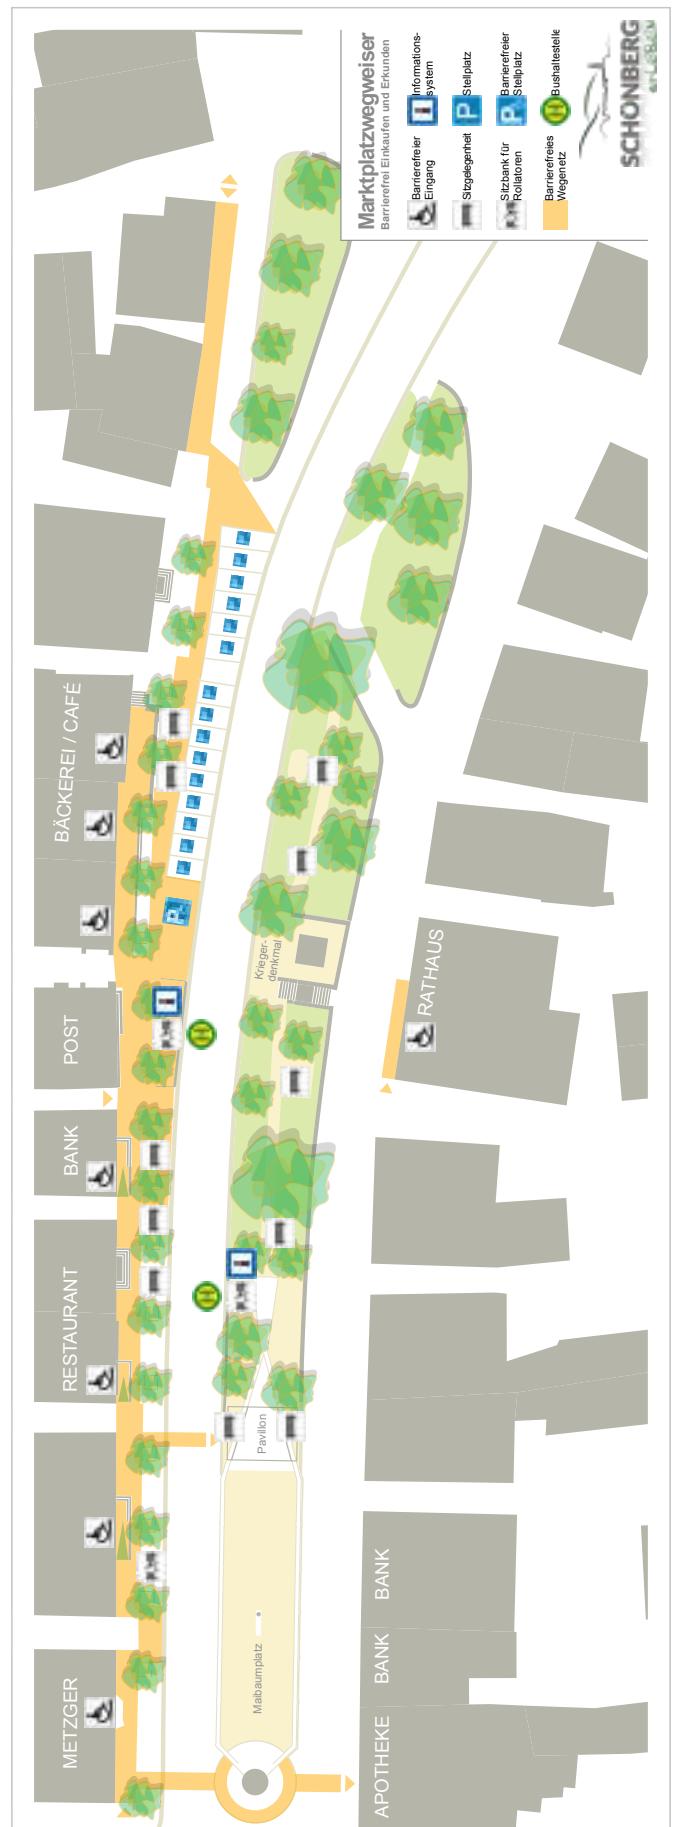 Marktplatzwegweiser
Barrierefrei Einkaufen und Erkunden
Barrierefreier
Eingang
Informations-
system
Sitzgelegenheit
Stellplatz
Sitzbank für
Rollatoren
Barrierefreier
Stellplatz
Barrierefreies
Wegenetz
Bushaltestelle
SCHÖNBERG
erLEBEN
BÄCKEREI / CAFÉ
POST
BANK
RESTAURANT
METZGER
Krieger-
denkmal
RATHAUS
Pavillon
Maibaumplatz
BANK
BANK
APOTHEKE